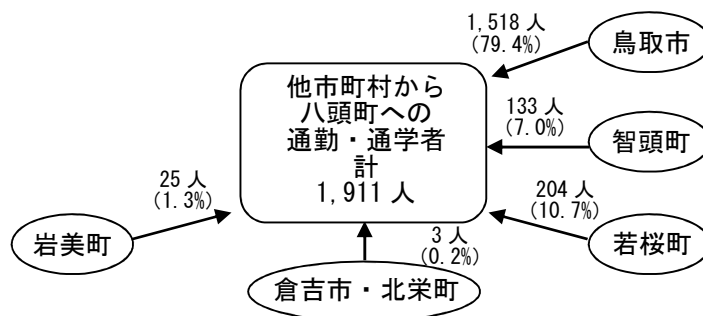 1,518 人
(79.4%)
鳥取市
他市町村から
八頭町への
通勤・通学者
計
1,911 人
133 人
(7.0%)
智頭町
25 人
(1.3%)
岩美町
204 人
(10.7%)
若桜町
3 人
(0.2%)
倉吉市・北栄町